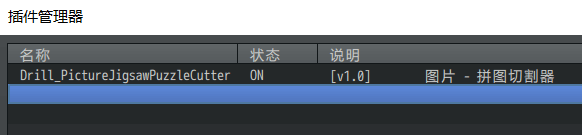 插件管理器
名称 状态 说明
Drill_PictureJigsawPuzzleCutter ON [v1.0] 图片 - 拼图切割器